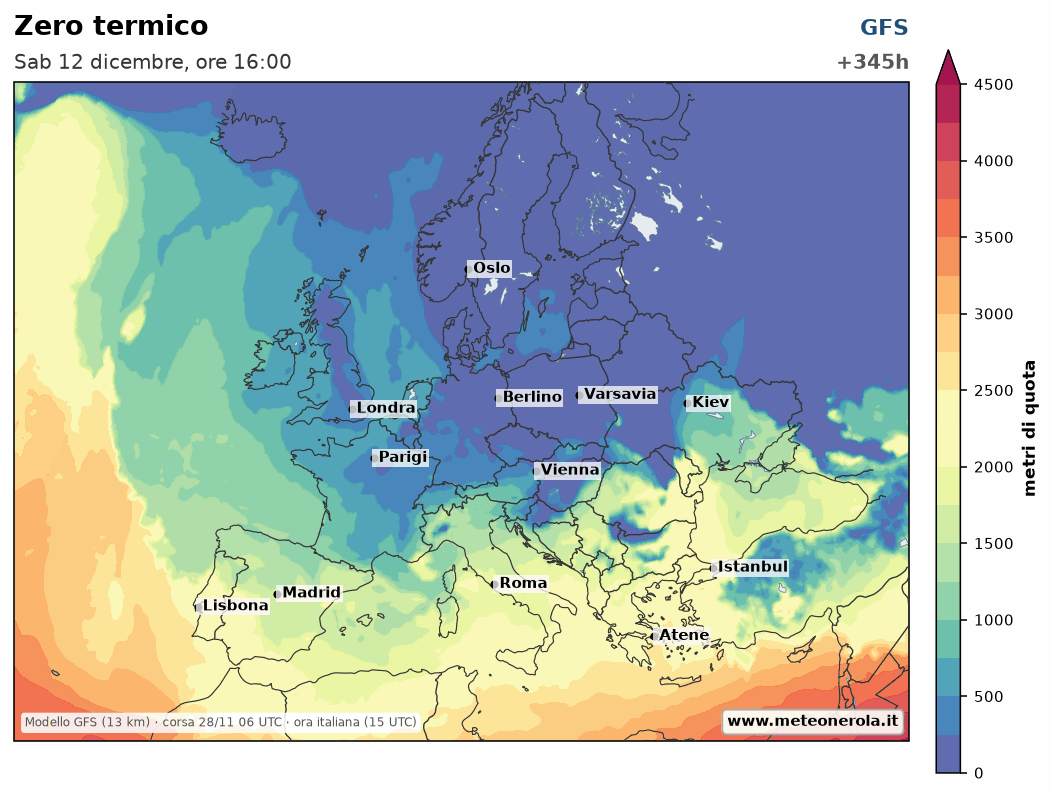 Zero termico
GFS
Sab 12 dicembre, ore 16:00
+345h
4500
4000
3500
3000
2500
2000
1500
1000
500
0
metri di quota
Oslo
Berlino
Varsavia
Kiev
Londra
Parigi
Vienna
Istanbul
Roma
Madrid
Lisbona
Atene
Modello GFS (13 km) · corsa 28/11 06 UTC · ora italiana (15 UTC)
www.meteonerola.it